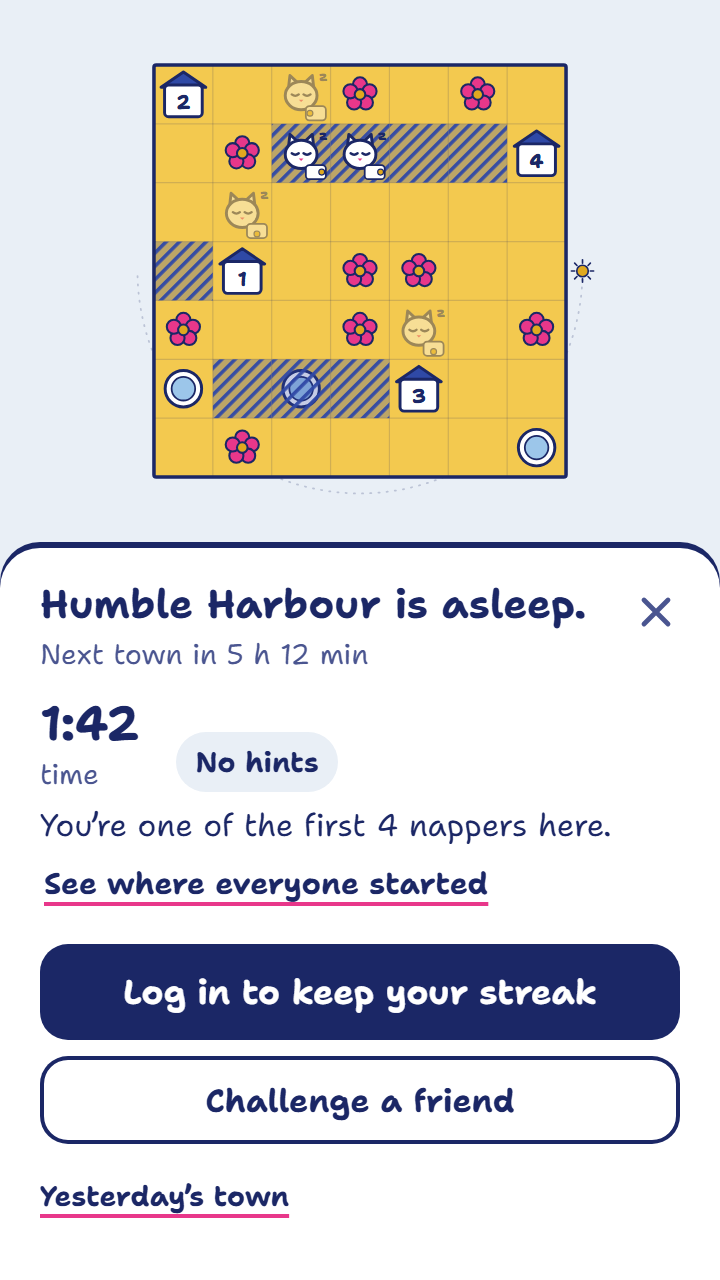 2
z
z
z
4
z
1
z
3
Humble Harbour is asleep.
Next town in 5 h 12 min
1:42
time
No hints
You're one of the first 4 nappers here.
See where everyone started
Log in to keep your streak
Challenge a friend
Yesterday's town